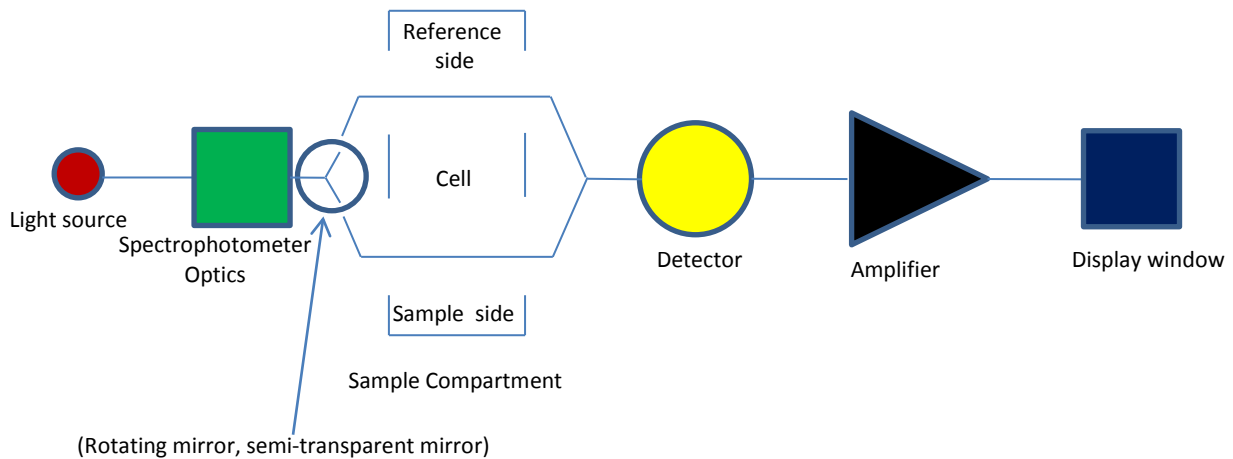 Reference
side
Cell
Light source
Spectrophotometer
Optics
Detector
Amplifier
Display window
Sample side
Sample Compartment
(Rotating mirror, semi-transparent mirror)